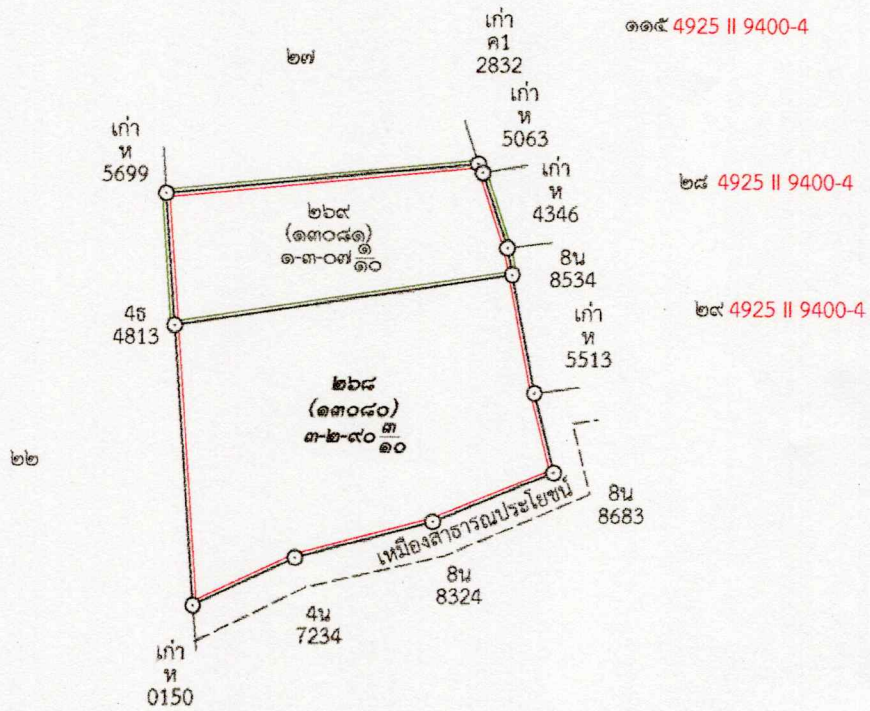 เก่า
ค1
2832
๑๑๕ 4925 II 9400-4
๒๗
เก่า
ห
5063
เก่า
ห
5699
เก่า
ห
4346
๒๘ 4925 II 9400-4
๒๖๙
(๑๓๐๘๑)
๑-๓-๐๗ ๑/๑๐
8น
8534
4ธ
4813
๒๙ 4925 II 9400-4
เก่า
ห
5513
๒๖๘
(๑๓๐๘๐)
๓-๒-๙๐ ๓/๑๐
๒๒
8น
8683
เหมืองสาธารณประโยชน์
8น
8324
4น
7234
เก่า
ห
0150